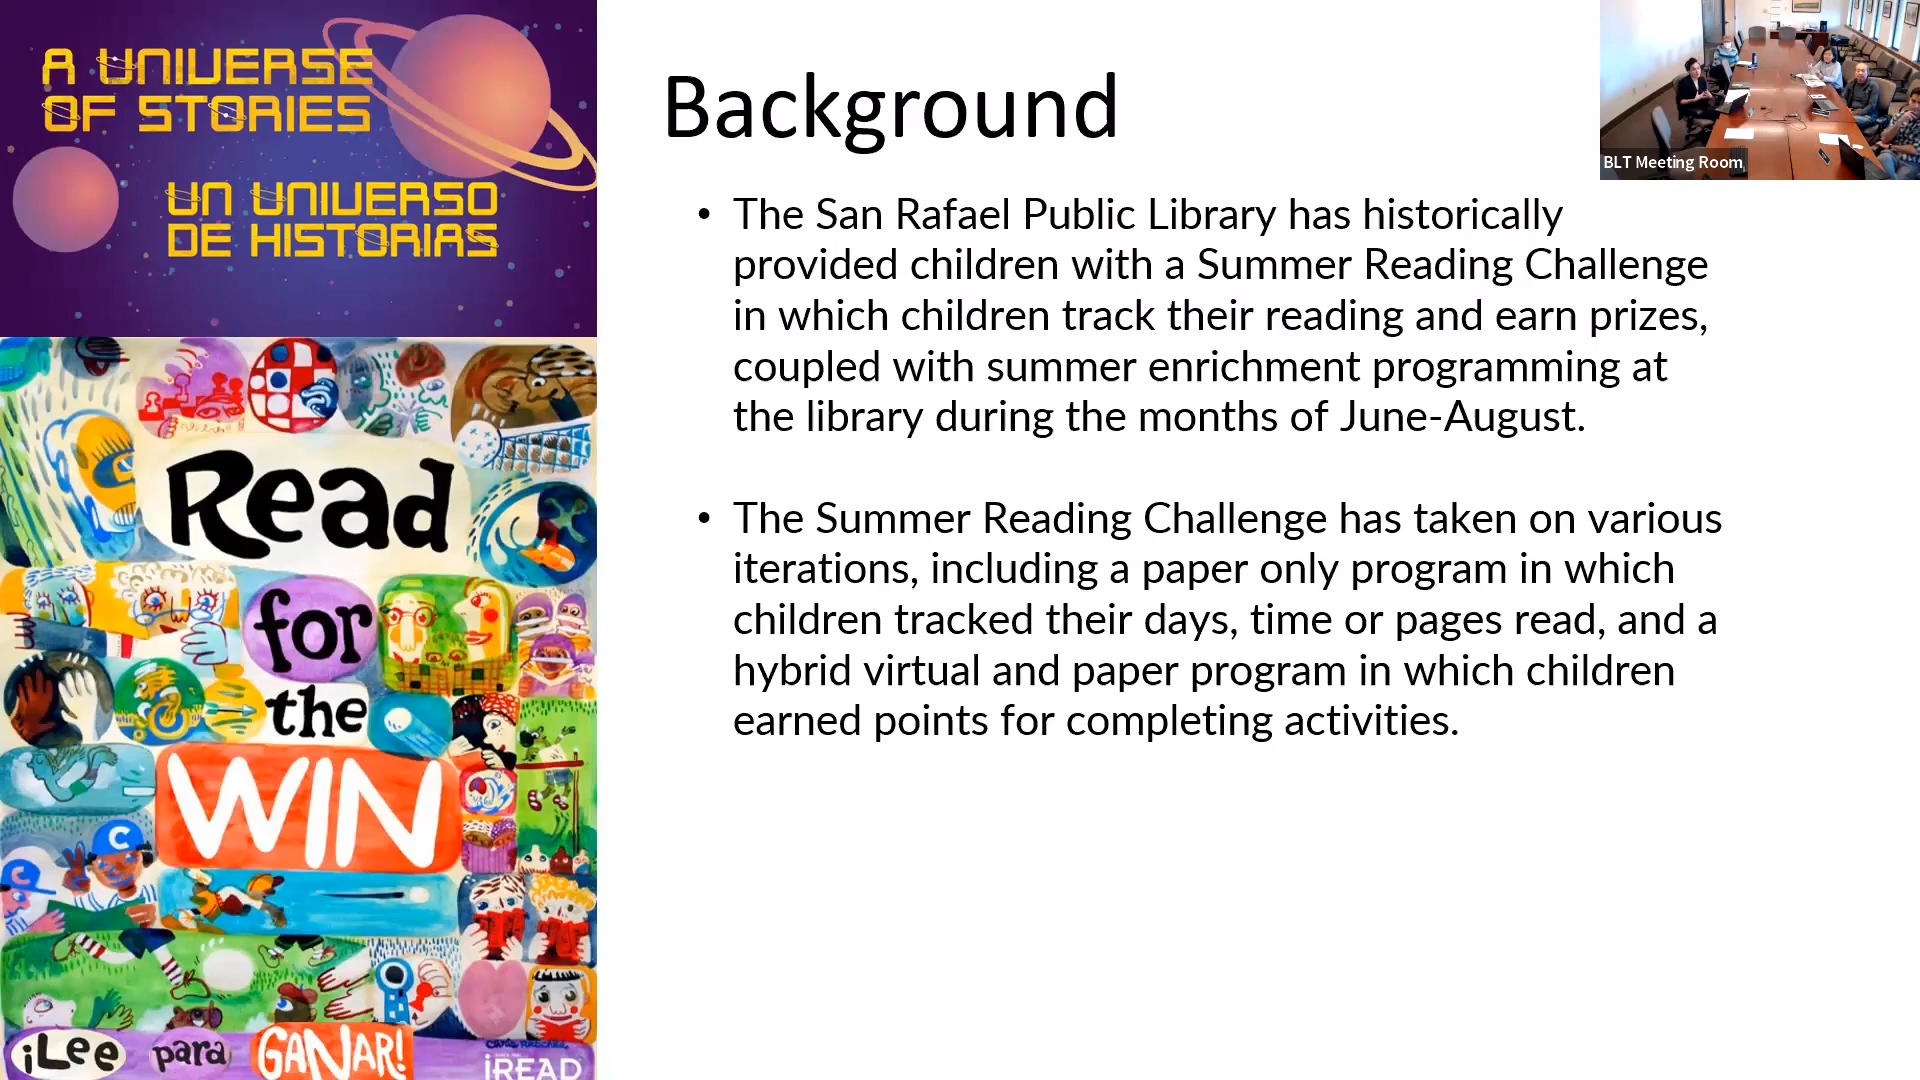 A UNIVERSE
OF STORIES
UN UNIVERSO
DE HISTORIAS
Read
for
the
WIN
C
C
¡Lee para GANAR!
iREAD
Background
• The San Rafael Public Library has historically
provided children with a Summer Reading Challenge
in which children track their reading and earn prizes,
coupled with summer enrichment programming at
the library during the months of June-August.
• The Summer Reading Challenge has taken on various
iterations, including a paper only program in which
children tracked their days, time or pages read, and a
hybrid virtual and paper program in which children
earned points for completing activities.
BLT Meeting Room